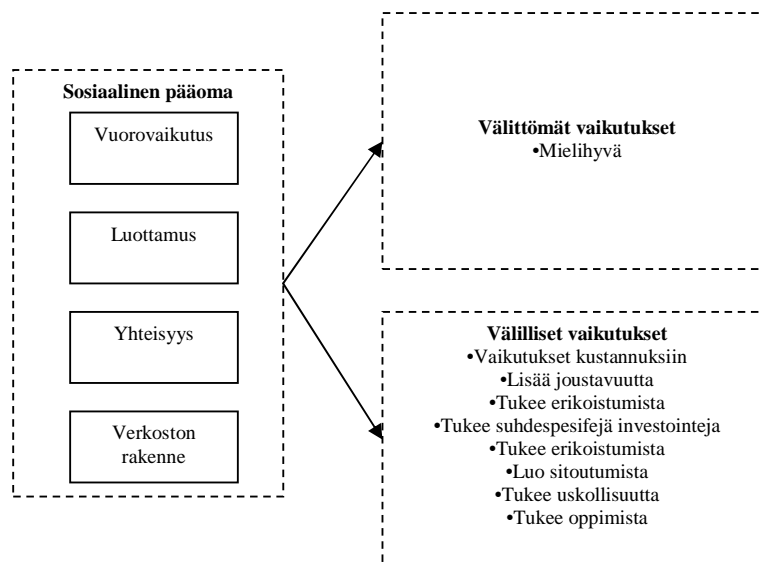 Sosiaalinen pääoma
Vuorovaikutus
Luottamus
Yhteisyys
Verkoston
rakenne
Välittömät vaikutukset
•Mielihyvä
Välilliset vaikutukset
•Vaikutukset kustannuksiin
•Lisää joustavuutta
•Tukee erikoistumista
•Tukee suhdespesifejä investointeja
•Tukee erikoistumista
•Luo sitoutumista
•Tukee uskollisuutta
•Tukee oppimista